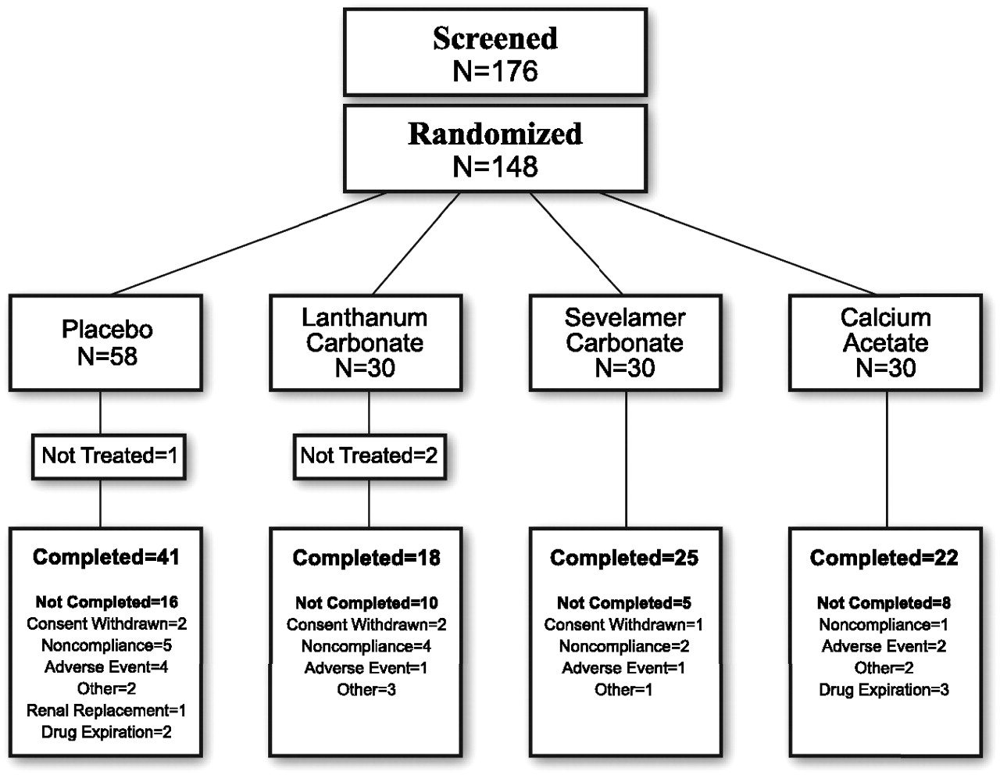 Screened
N=176
Randomized
N=148
Placebo
N=58
Lanthanum
Carbonate
N=30
Sevelamer
Carbonate
N=30
Calcium
Acetate
N=30
Not Treated=1
Not Treated=2
Completed=41
Not Completed=16
Consent Withdrawn=2
Noncompliance=5
Adverse Event=4
Other=2
Renal Replacement=1
Drug Expiration=2
Completed=18
Not Completed=10
Consent Withdrawn=2
Noncompliance=4
Adverse Event=1
Other=3
Completed=25
Not Completed=5
Consent Withdrawn=1
Noncompliance=2
Adverse Event=1
Other=1
Completed=22
Not Completed=8
Noncompliance=1
Adverse Event=2
Other=2
Drug Expiration=3